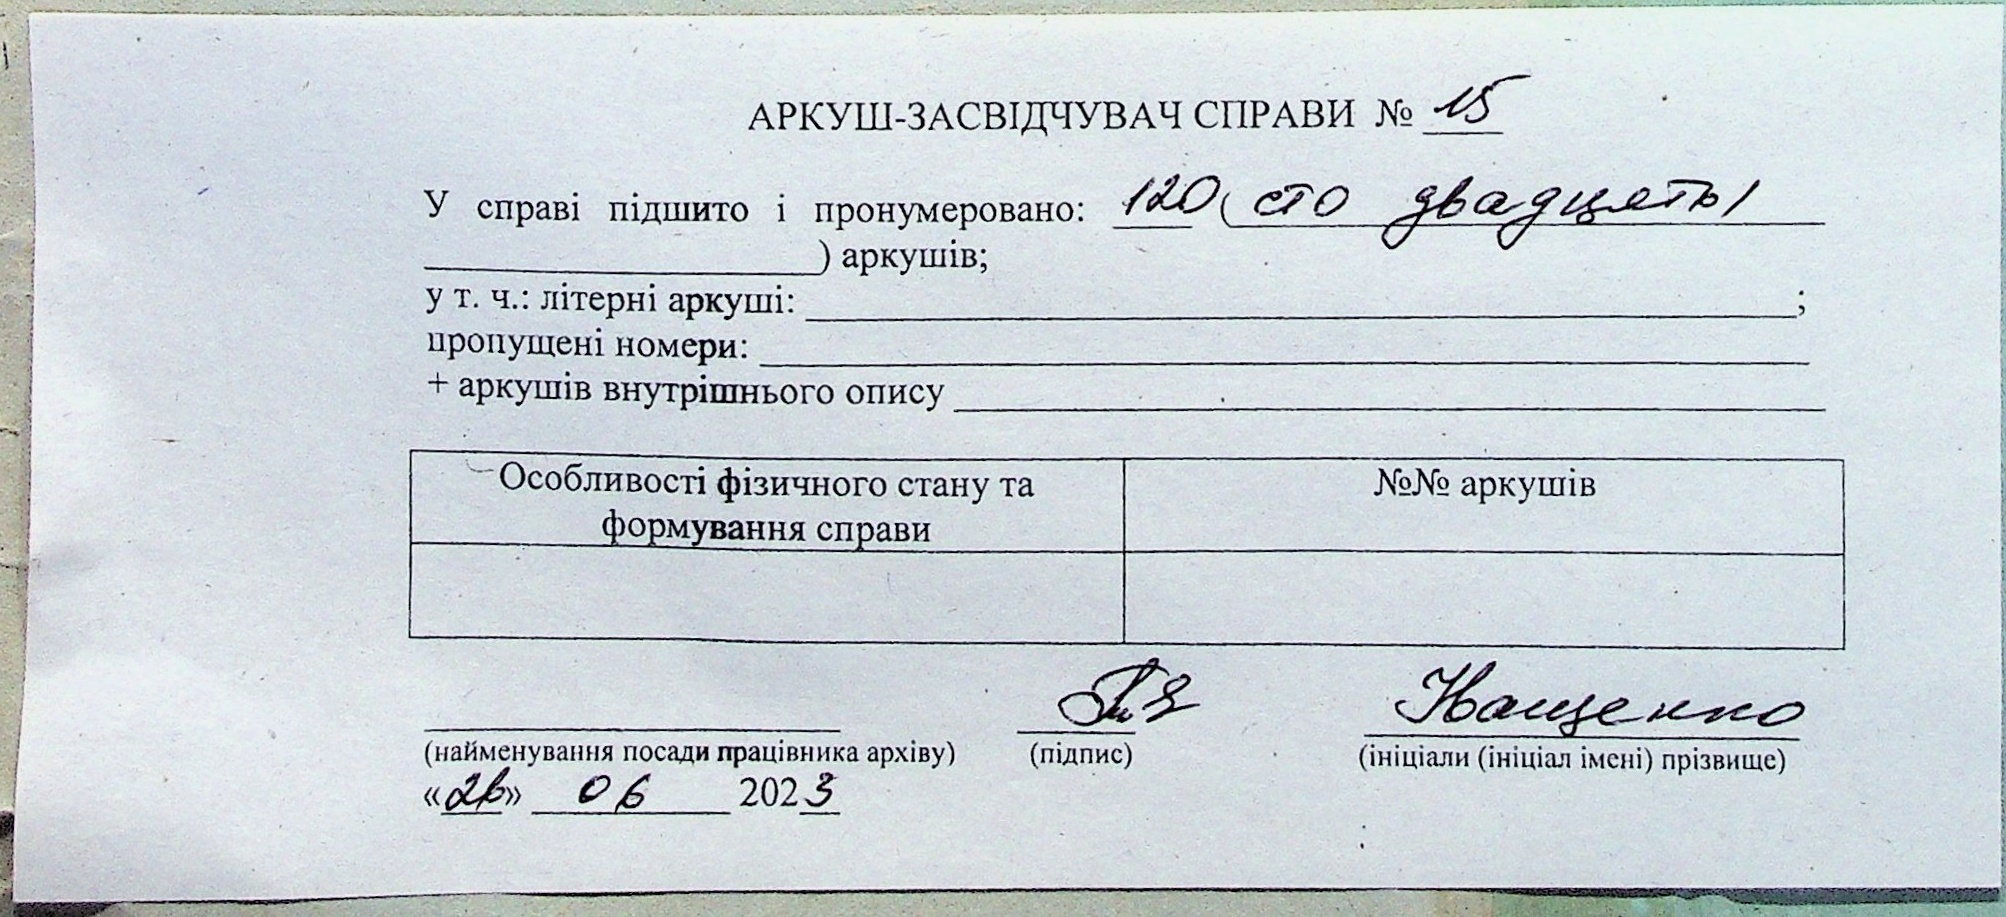 АРКУШ-ЗАСВІДЧУВАЧ СПРАВИ № 15
У справі підшито і пронумеровано: 120 ( сто двадцять )
) аркушів;
у т. ч.: літерні аркуші: ;
пропущені номери:
+ аркушів внутрішнього опису
Особливості фізичного стану та формування справи
№№ аркушів
(найменування посади працівника архіву) (підпис) (ініціали (ініціал імені) прізвище)
«26» 06 2023